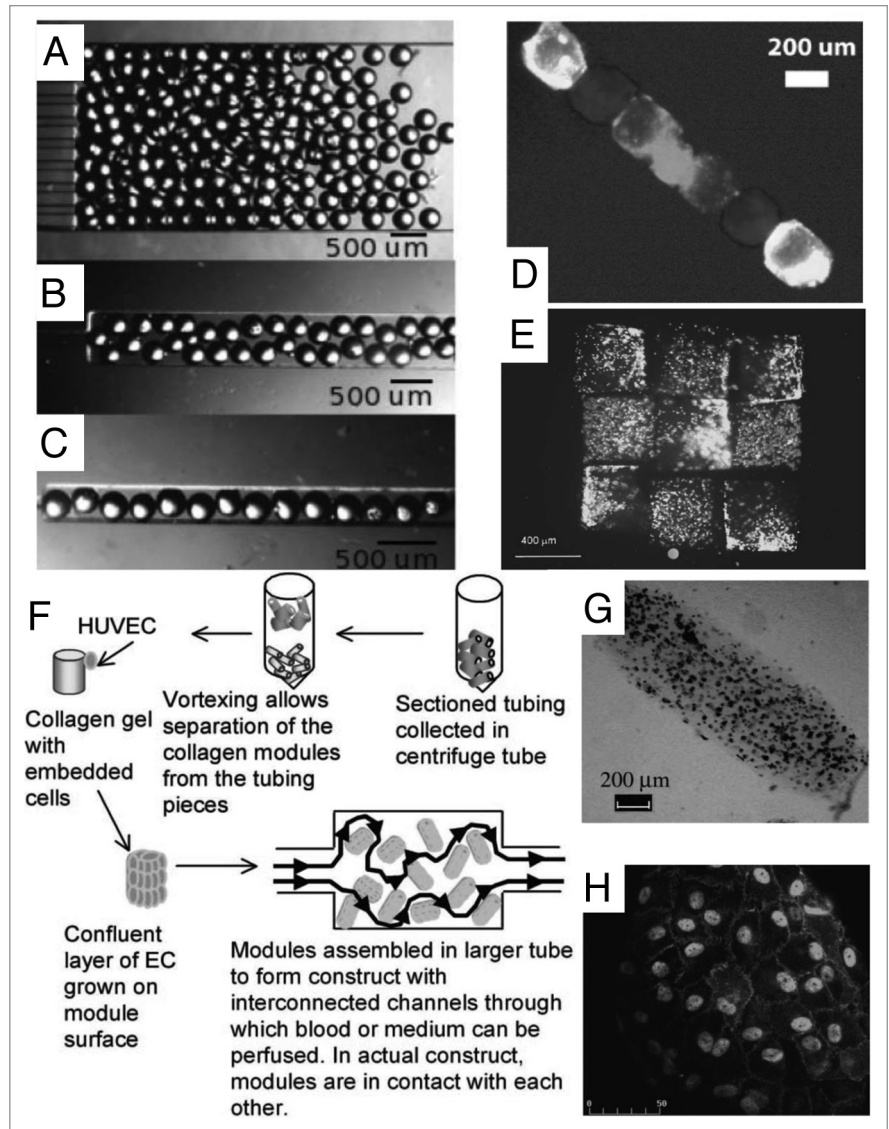 A
500 um
B
500 um
C
500 um
D
200 um
E
400 µm
F
HUVEC
Collagen gel
with
embedded
cells
Vortexing allows
separation of the
collagen modules
from the tubing
pieces
Sectioned tubing
collected in
centrifuge tube
Confluent
layer of EC
grown on
module
surface
Modules assembled in larger tube
to form construct with
interconnected channels through
which blood or medium can be
perfused. In actual construct,
modules are in contact with each
other.
G
200 µm
H
0
50